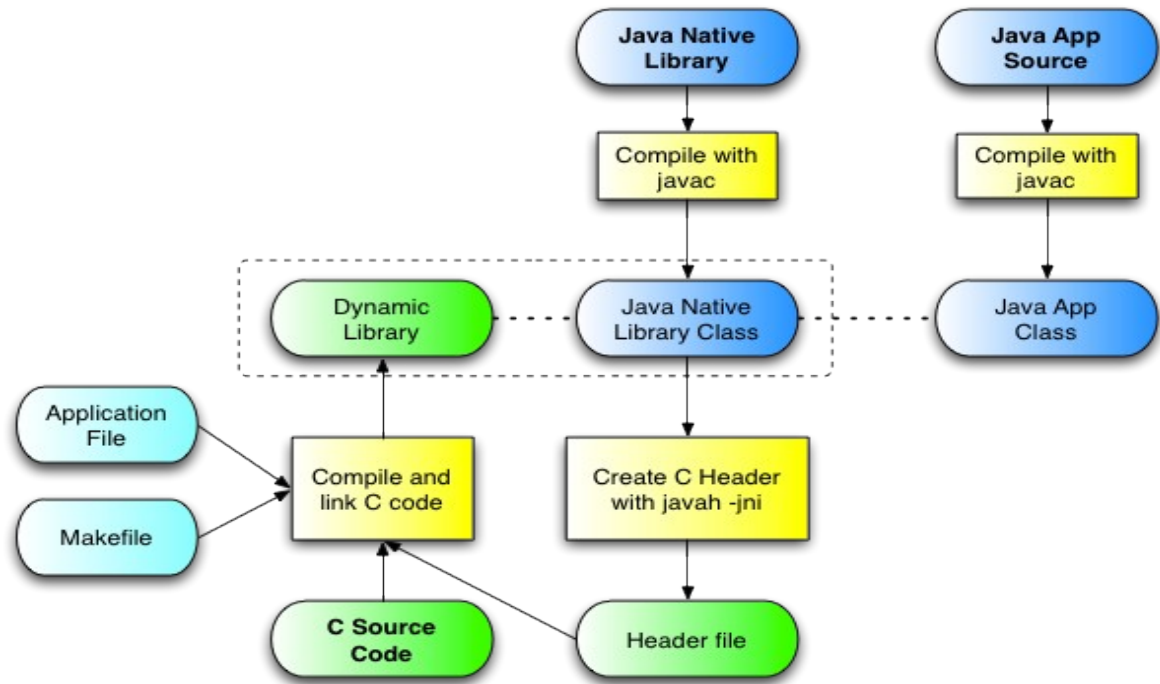 Java Native
Library
Java App
Source
Compile with
javac
Compile with
javac
Dynamic
Library
Java Native
Library Class
Java App
Class
Application
File
Compile and
link C code
Create C Header
with javah -jni
Makefile
C Source
Code
Header file